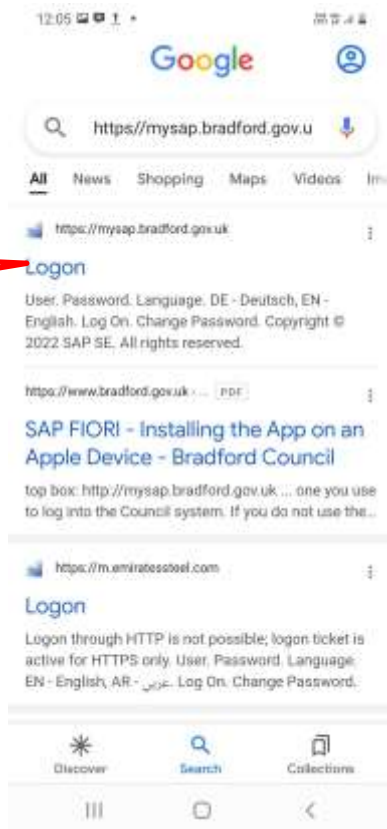 12:05
Google
https://mysap.bradford.gov.u
All News Shopping Maps Videos Im
https://mysap.bradford.gov.uk
Logon
User. Password. Language. DE - Deutsch, EN -
English. Log On. Change Password. Copyright ©
2022 SAP SE. All rights reserved.
https://www.bradford.gov.uk › ... PDF
SAP FIORI - Installing the App on an
Apple Device - Bradford Council
top box: http://mysap.bradford.gov.uk ... one you use
to log into the Council system. If you do not use the...
https://m.emiratessteel.com
Logon
Logon through HTTP is not possible; logon ticket is
active for HTTPS only. User. Password. Language.
EN - English, AR - عربي. Log On. Change Password.
Discover Search Collections